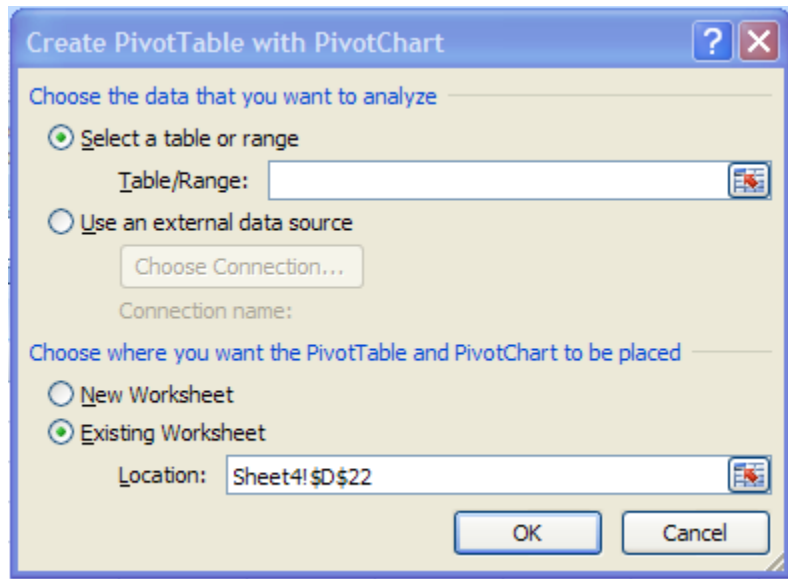 Create PivotTable with PivotChart
Choose the data that you want to analyze
Select a table or range
Table/Range:
Use an external data source
Choose Connection...
Connection name:
Choose where you want the PivotTable and PivotChart to be placed
New Worksheet
Existing Worksheet
Location: Sheet4!$D$22
OK Cancel